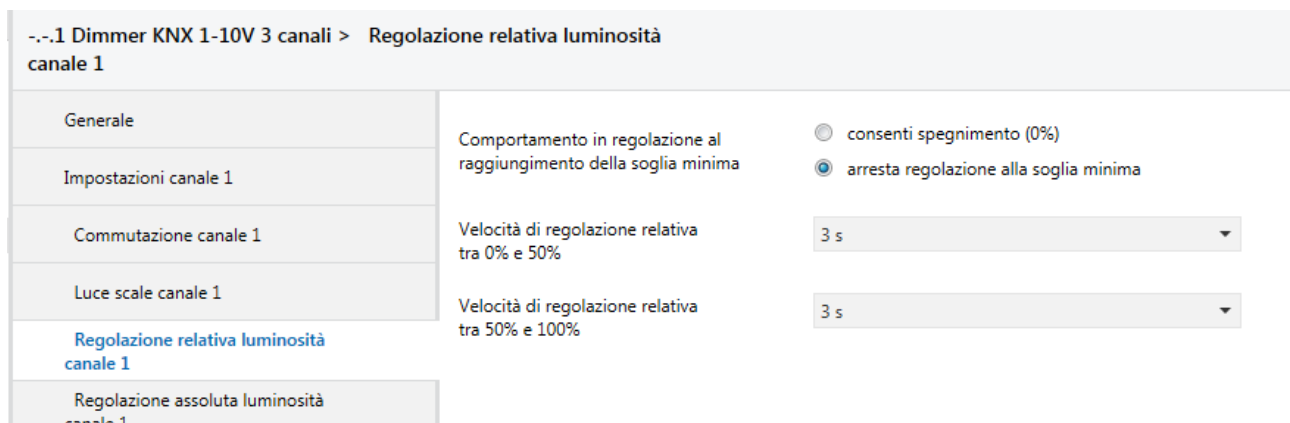 -.-.1 Dimmer KNX 1-10V 3 canali > Regolazione relativa luminosità
canale 1
Generale
Impostazioni canale 1
Commutazione canale 1
Luce scale canale 1
Regolazione relativa luminosità
canale 1
Regolazione assoluta luminosità
canale 1
Comportamento in regolazione al
raggiungimento della soglia minima
consenti spegnimento (0%)
arresta regolazione alla soglia minima
Velocità di regolazione relativa
tra 0% e 50%
3 s
Velocità di regolazione relativa
tra 50% e 100%
3 s